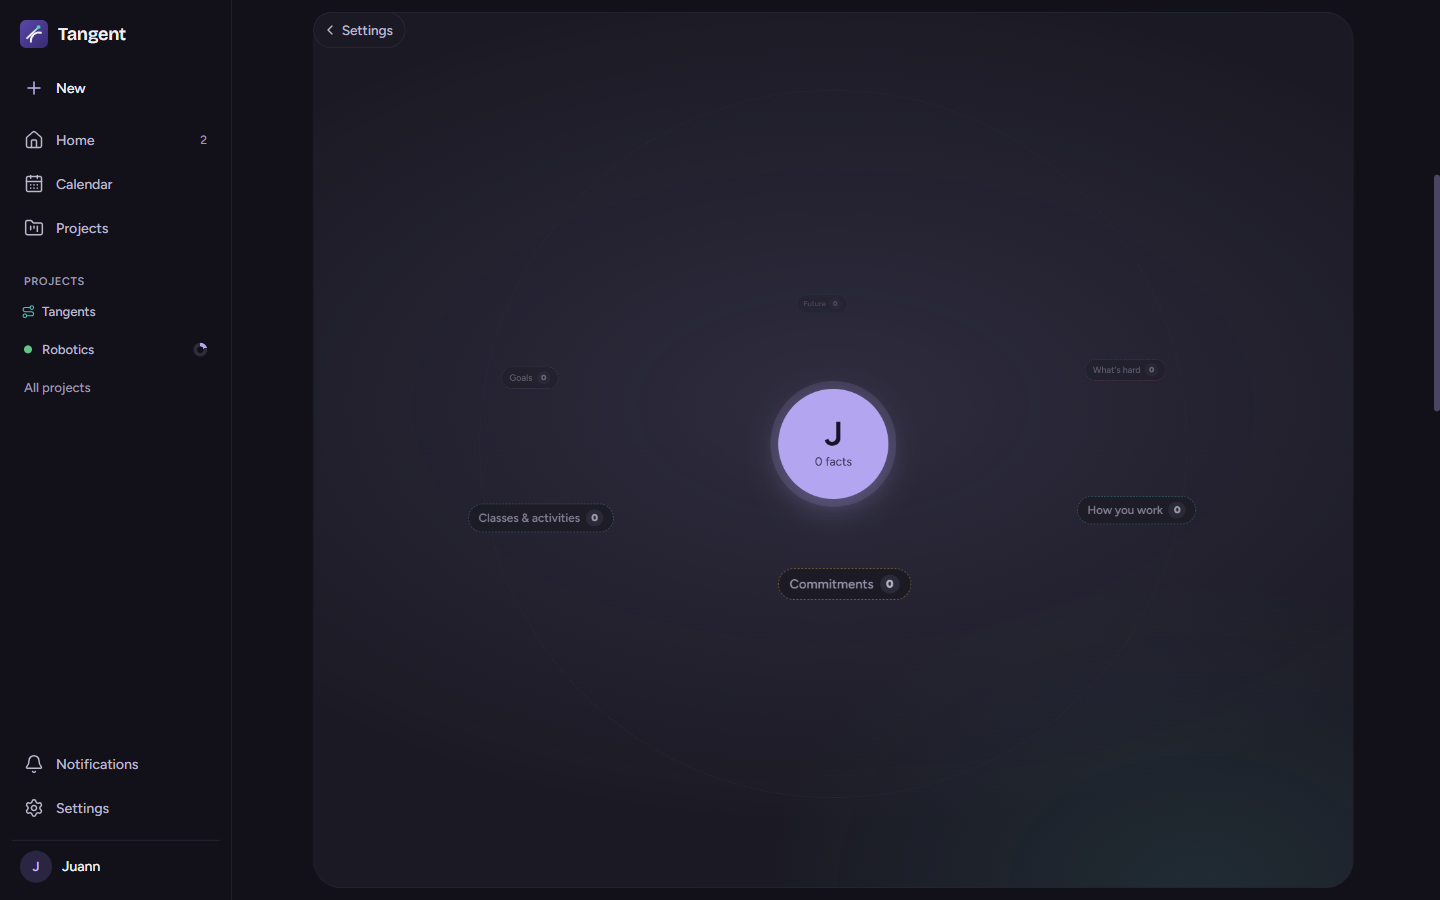 Tangent
New
Home 2
Calendar
Projects
PROJECTS
Tangents
Robotics
All projects
Notifications
Settings
J Juann
Settings
Future 0
Goals 0
What's hard 0
J
0 facts
Classes & activities 0
How you work 0
Commitments 0